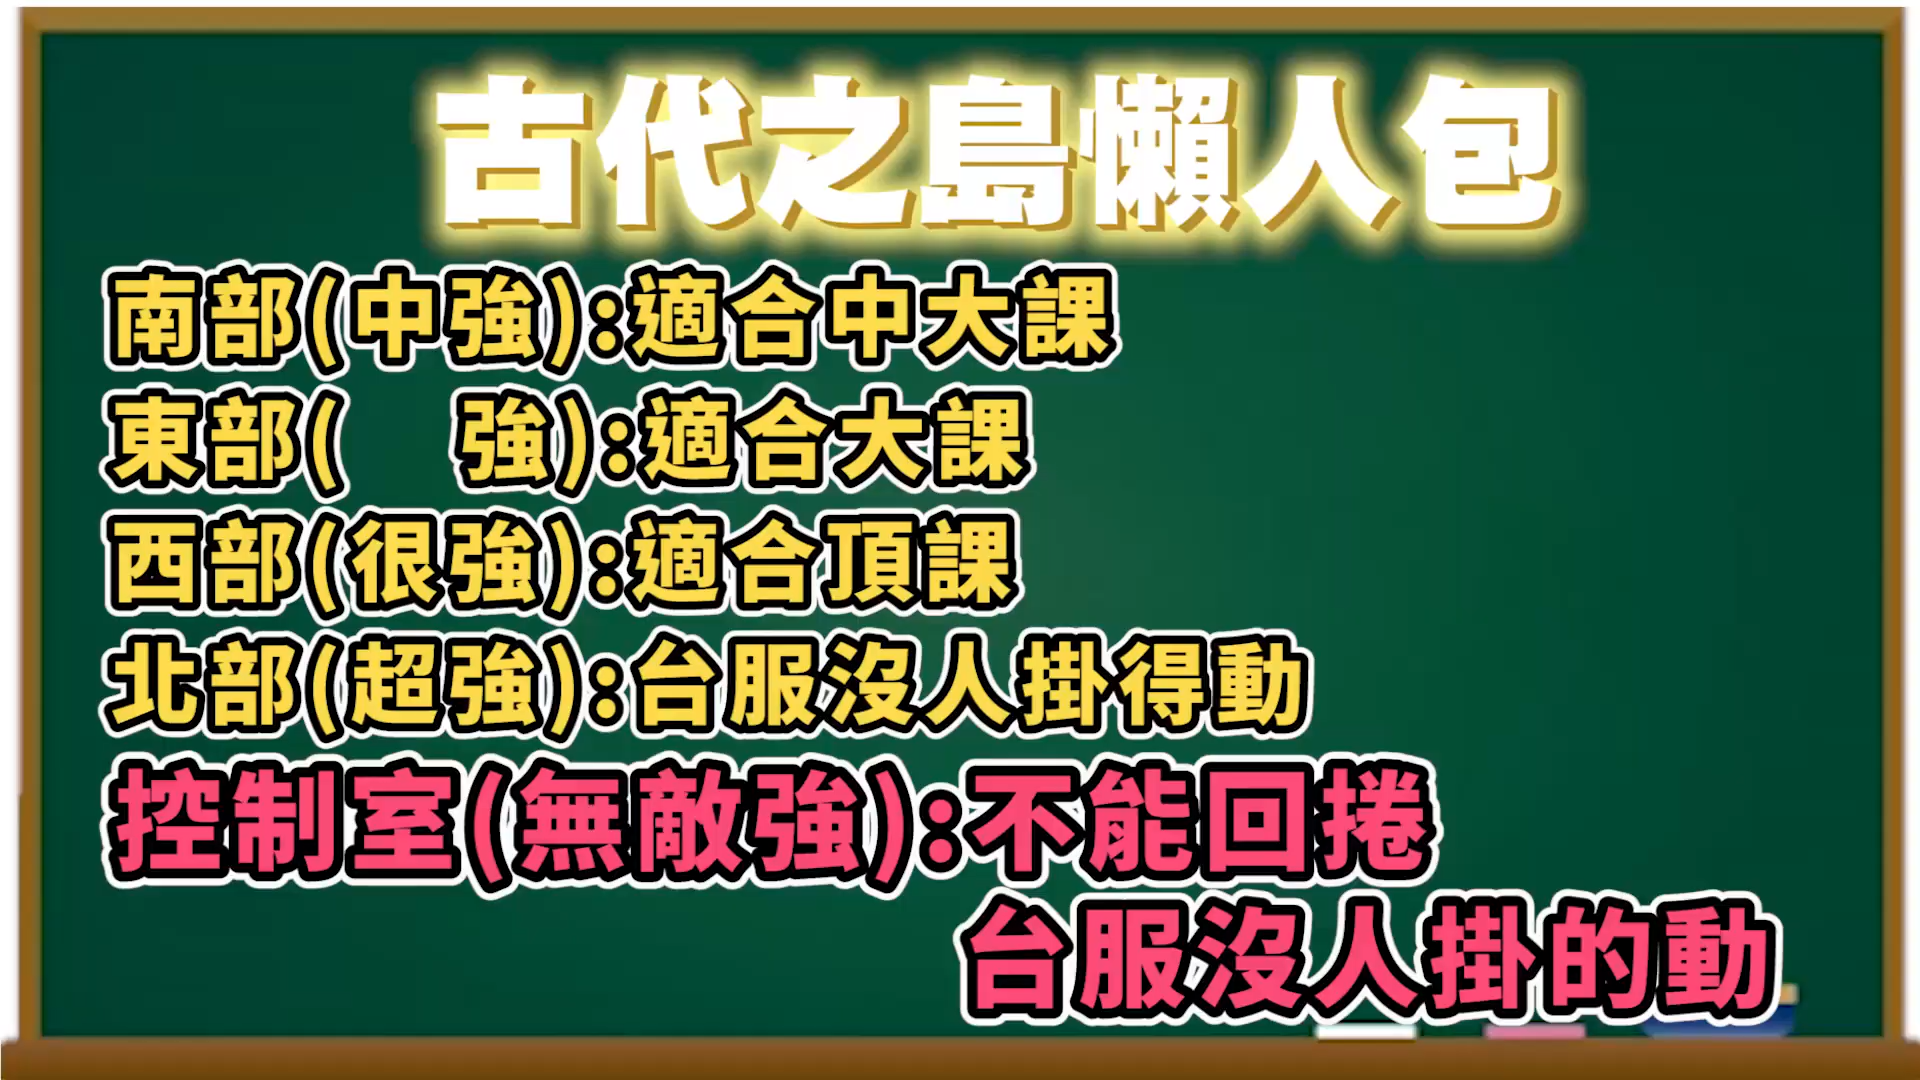 古代之島懶人包
南部(中強):適合中大課
東部(　強):適合大課
西部(很強):適合頂課
北部(超強):台服沒人掛得動
控制室(無敵強):不能回捲
台服沒人掛的動